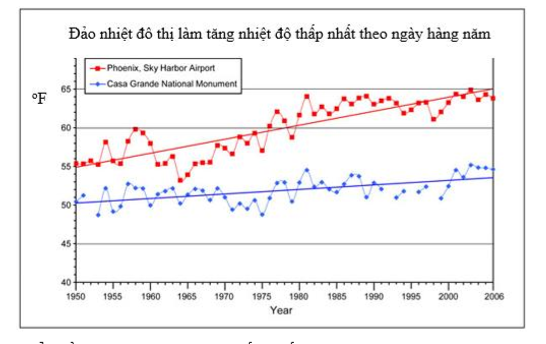 Đảo nhiệt đô thị làm tăng nhiệt độ thấp nhất theo ngày hàng năm
Phoenix, Sky Harbor Airport
Casa Grande National Monument
°F
65
60
55
50
45
40
1950 1955 1960 1965 1970 1975 1980 1985 1990 1995 2000 2006
Year